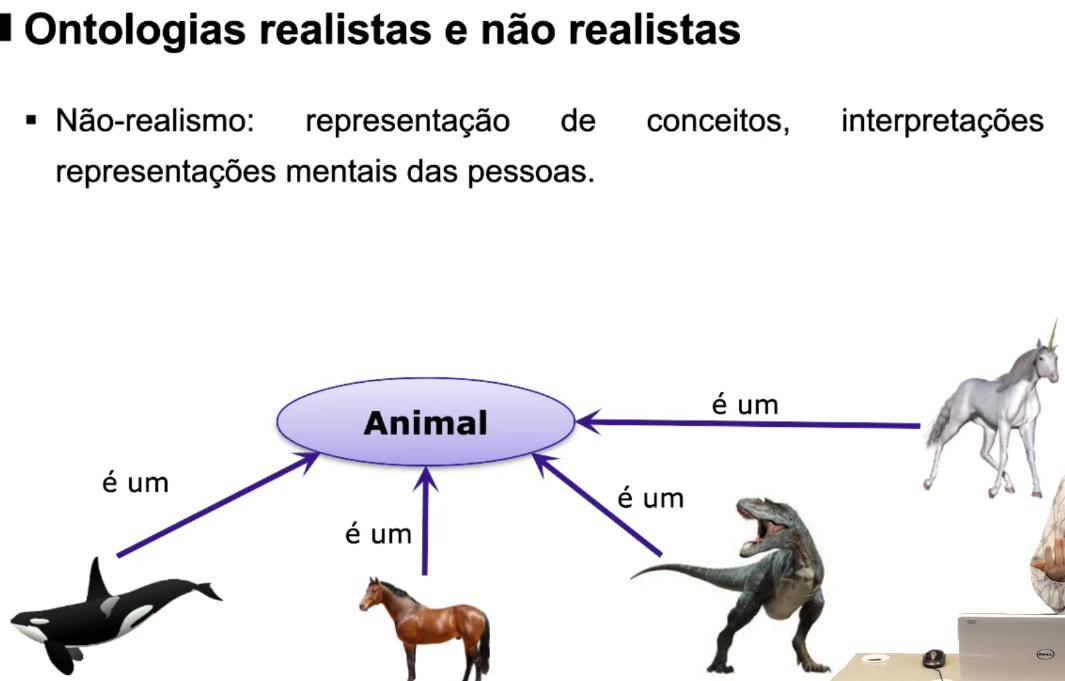 Ontologias realistas e não realistas
Não-realismo: representação de conceitos, interpretações
representações mentais das pessoas.
é um
Animal
é um
é um
é um
DELL